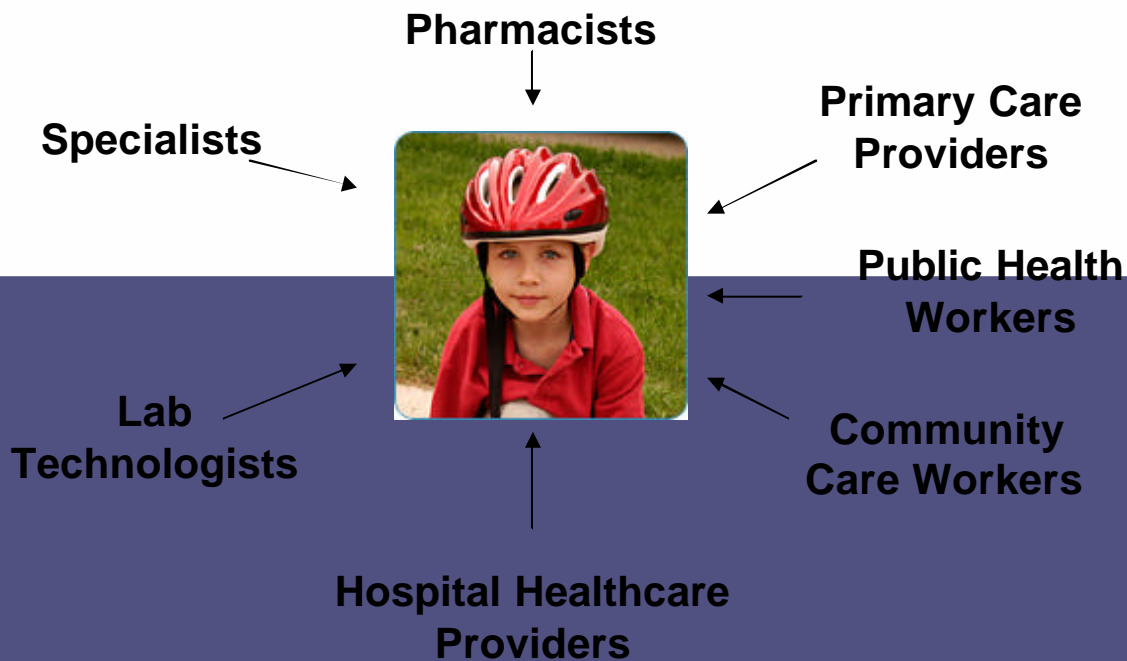 Pharmacists
Specialists
Primary Care
Providers
Public Health
Workers
Lab
Technologists
Community
Care Workers
Hospital Healthcare
Providers